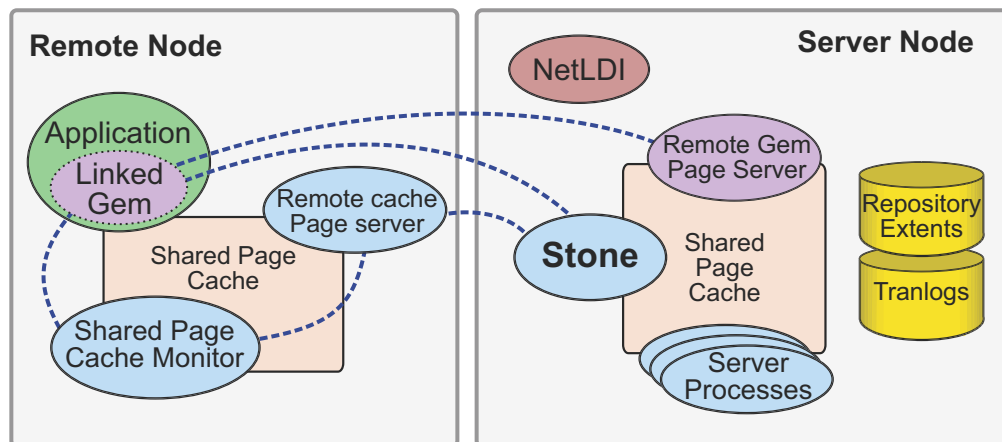 Remote Node
Application
Linked
Gem
Remote cache
Page server
Shared Page
Cache
Shared Page
Cache Monitor
Server Node
NetLDI
Remote Gem
Page Server
Stone
Shared
Page
Cache
Server
Processes
Repository
Extents
Tranlogs